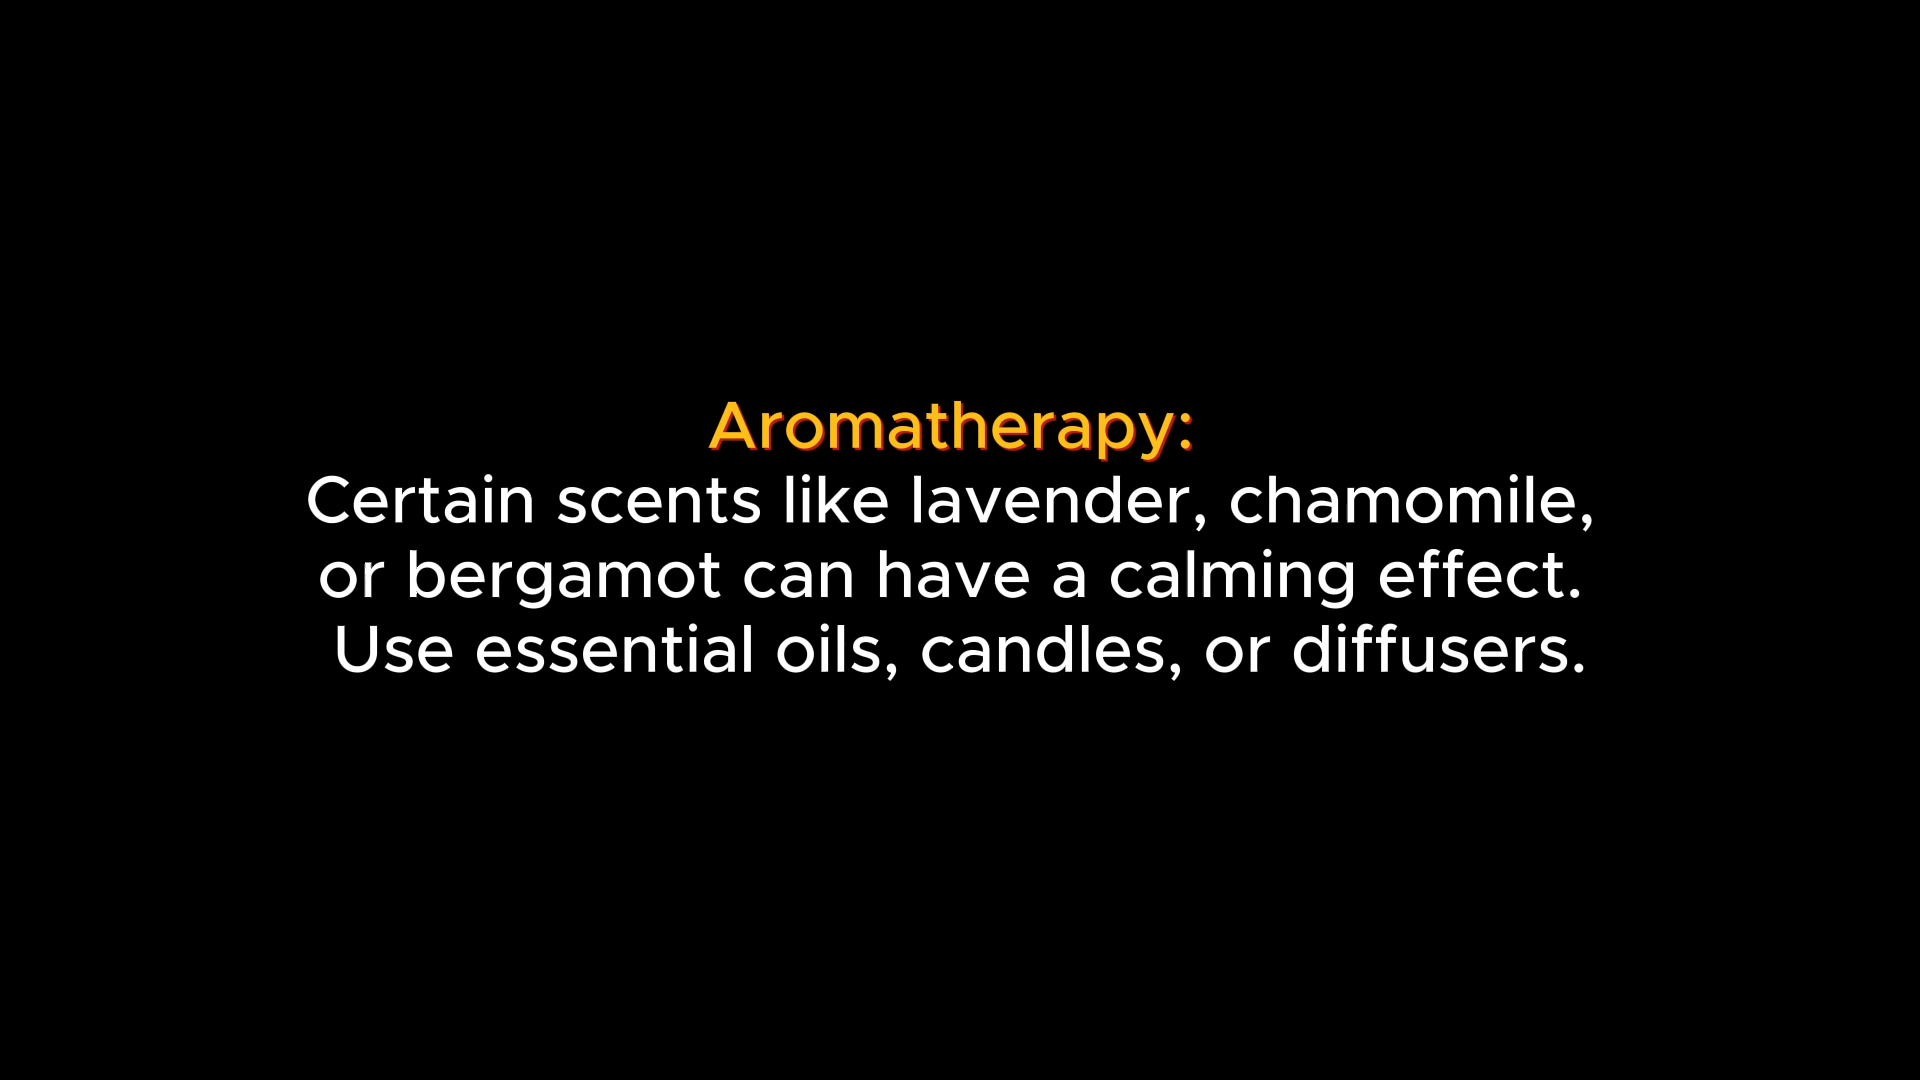 Aromatherapy:
Certain scents like lavender, chamomile,
or bergamot can have a calming effect.
Use essential oils, candles, or diffusers.